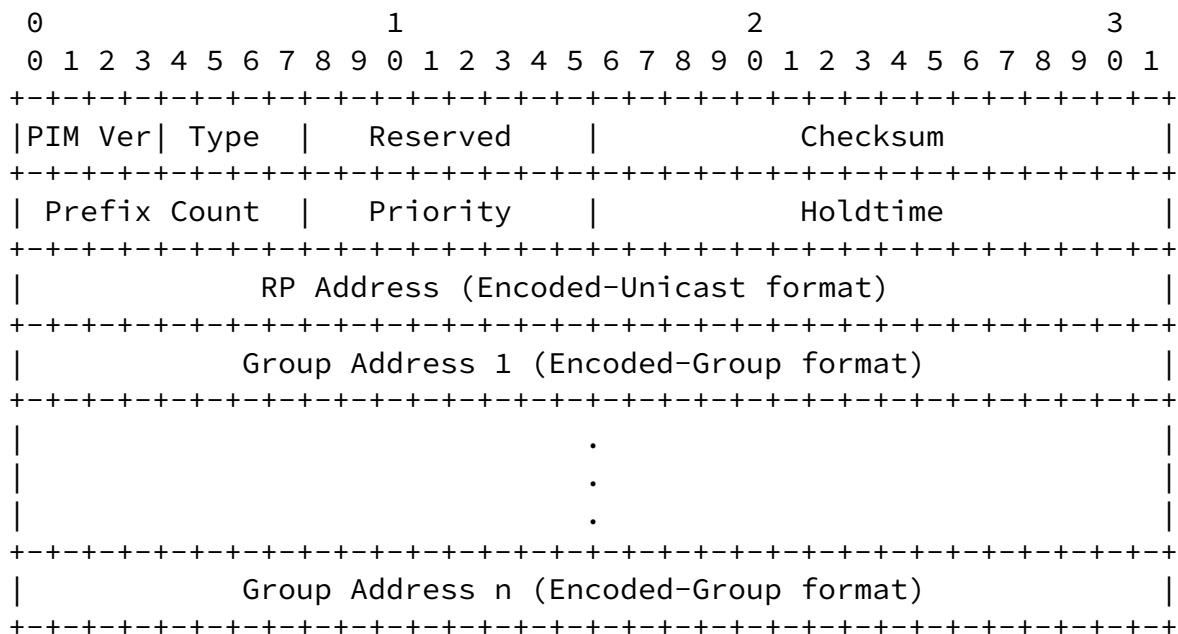 0                   1                   2                   3
 0 1 2 3 4 5 6 7 8 9 0 1 2 3 4 5 6 7 8 9 0 1 2 3 4 5 6 7 8 9 0 1
+-+-+-+-+-+-+-+-+-+-+-+-+-+-+-+-+-+-+-+-+-+-+-+-+-+-+-+-+-+-+-+-+
|PIM Ver| Type  |   Reserved    |           Checksum            |
+-+-+-+-+-+-+-+-+-+-+-+-+-+-+-+-+-+-+-+-+-+-+-+-+-+-+-+-+-+-+-+-+
| Prefix Count  |   Priority    |           Holdtime            |
+-+-+-+-+-+-+-+-+-+-+-+-+-+-+-+-+-+-+-+-+-+-+-+-+-+-+-+-+-+-+-+-+
|             RP Address (Encoded-Unicast format)               |
+-+-+-+-+-+-+-+-+-+-+-+-+-+-+-+-+-+-+-+-+-+-+-+-+-+-+-+-+-+-+-+-+
|            Group Address 1 (Encoded-Group format)             |
+-+-+-+-+-+-+-+-+-+-+-+-+-+-+-+-+-+-+-+-+-+-+-+-+-+-+-+-+-+-+-+-+
|                               .                               |
|                               .                               |
|                               .                               |
+-+-+-+-+-+-+-+-+-+-+-+-+-+-+-+-+-+-+-+-+-+-+-+-+-+-+-+-+-+-+-+-+
|            Group Address n (Encoded-Group format)             |
+-+-+-+-+-+-+-+-+-+-+-+-+-+-+-+-+-+-+-+-+-+-+-+-+-+-+-+-+-+-+-+-+